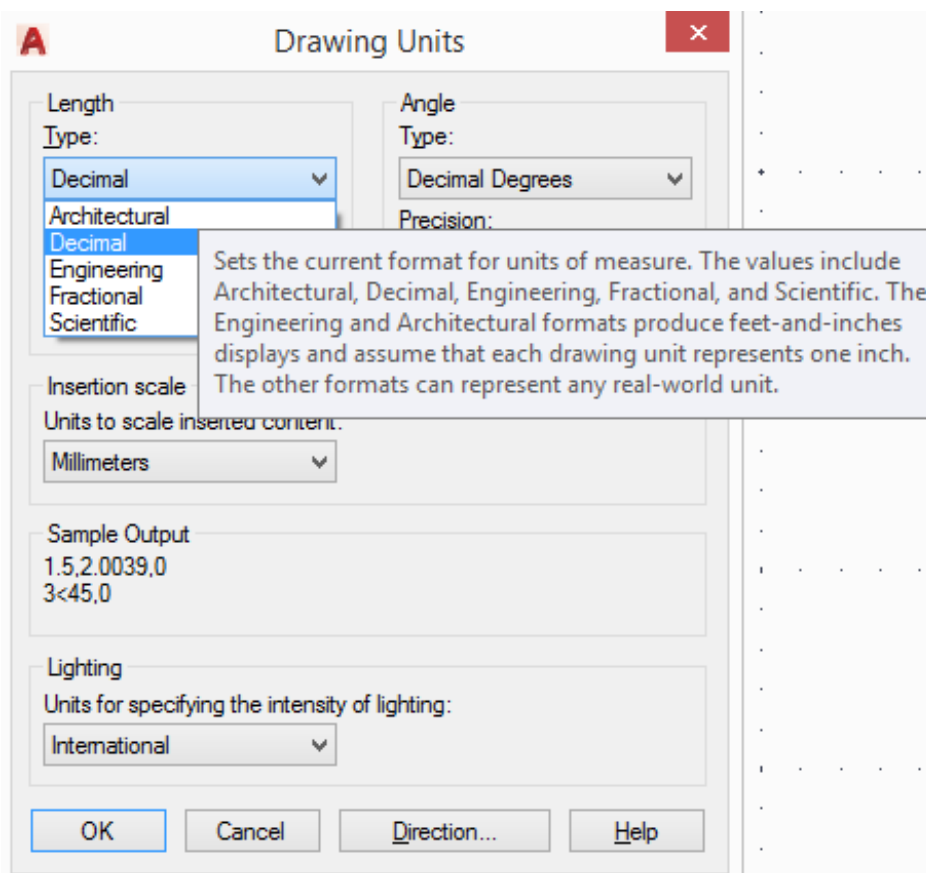 Drawing Units
Length
Type:
Decimal
Architectural
Decimal
Engineering
Fractional
Scientific
Angle
Type:
Decimal Degrees
Precision:
Sets the current format for units of measure. The values include
Architectural, Decimal, Engineering, Fractional, and Scientific. The
Engineering and Architectural formats produce feet-and-inches
displays and assume that each drawing unit represents one inch.
The other formats can represent any real-world unit.
Insertion scale
Units to scale inserted content:
Millimeters
Sample Output
1.5,2.0039,0
3<45,0
Lighting
Units for specifying the intensity of lighting:
International
OK Cancel Direction... Help